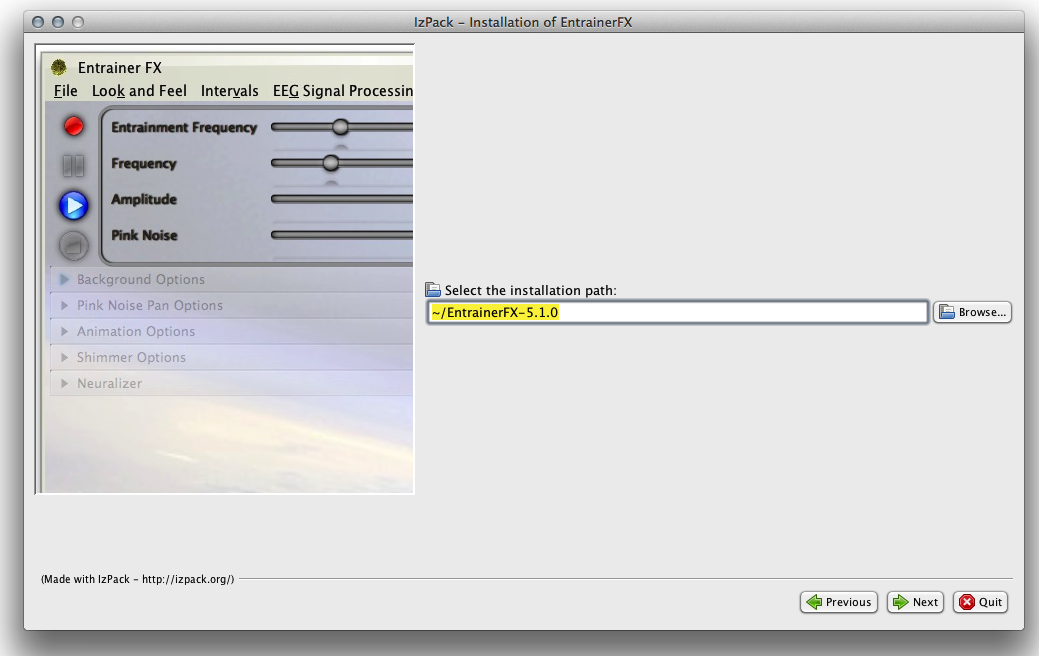 IzPack - Installation of EntrainerFX
Entrainer FX
File Look and Feel Intervals EEG Signal Processin
Entrainment Frequency
Frequency
Amplitude
Pink Noise
Background Options
Pink Noise Pan Options
Animation Options
Shimmer Options
Neuralizer
Select the installation path:
~/EntrainerFX-5.1.0
Browse...
(Made with IzPack - http://izpack.org/)
Previous Next Quit